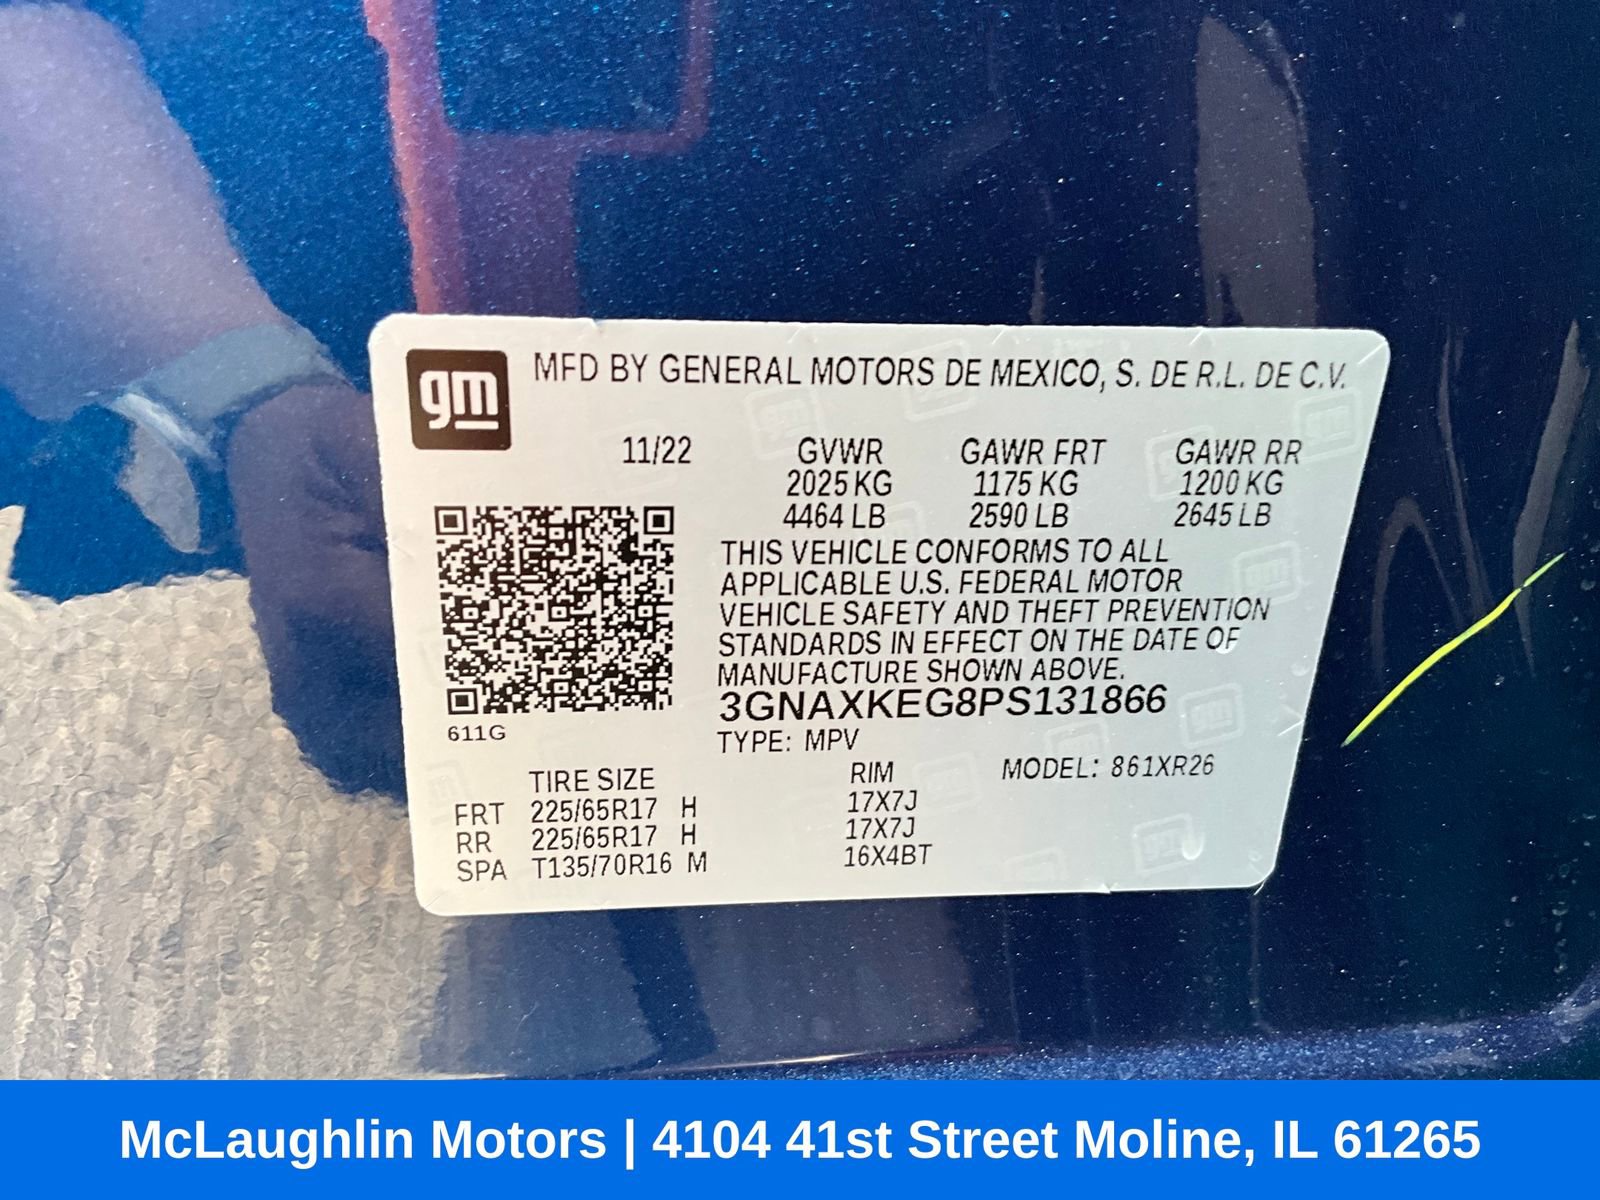 gm
MFD BY GENERAL MOTORS DE MEXICO, S. DE R.L. DE C.V.
11/22 GVWR GAWR FRT GAWR RR
2025 KG 1175 KG 1200 KG
4464 LB 2590 LB 2645 LB
THIS VEHICLE CONFORMS TO ALL
APPLICABLE U.S. FEDERAL MOTOR
VEHICLE SAFETY AND THEFT PREVENTION
STANDARDS IN EFFECT ON THE DATE OF
MANUFACTURE SHOWN ABOVE.
3GNAXKEG8PS131866
611G
TYPE: MPV
TIRE SIZE RIM MODEL: 861XR26
FRT 225/65R17 H 17X7J
RR 225/65R17 H 17X7J
SPA T135/70R16 M 16X4BT
McLaughlin Motors | 4104 41st Street Moline, IL 61265